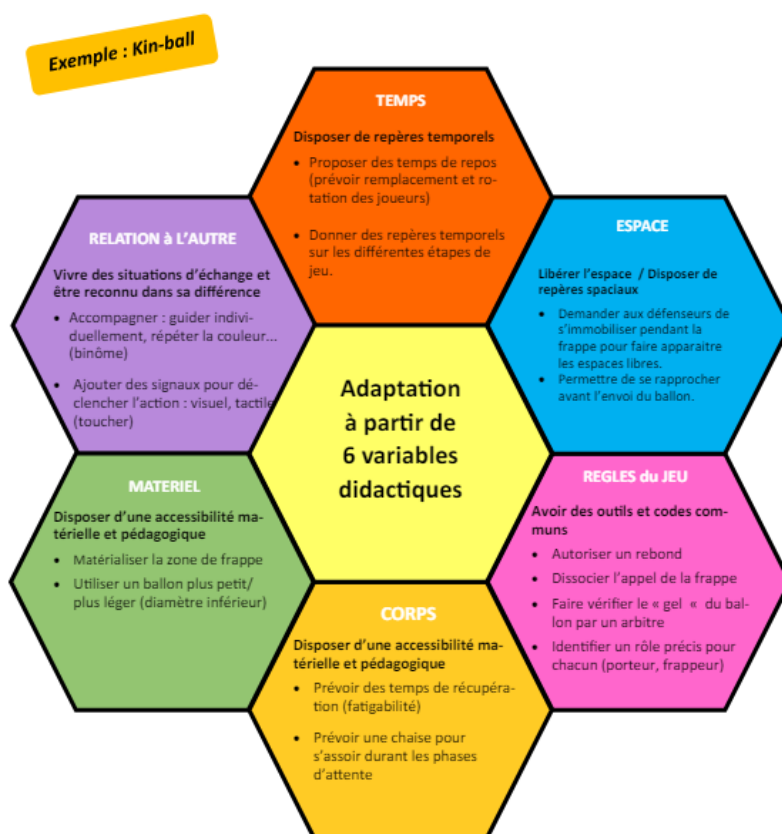 Exemple : Kin-ball
TEMPS
Disposer de repères temporels
• Proposer des temps de repos
(prévoir remplacement et ro-
tation des joueurs)
• Donner des repères temporels
sur les différentes étapes de
jeu.
RELATION à L'AUTRE
Vivre des situations d'échange et
être reconnu dans sa différence
• Accompagner : guider indivi-
duellement, répéter la couleur...
(binôme)
• Ajouter des signaux pour dé-
clencher l'action : visuel, tactile
(toucher)
ESPACE
Libérer l'espace / Disposer de
repères spaciaux
• Demander aux défenseurs de
s'immobiliser pendant la
frappe pour faire apparaitre
les espaces libres.
• Permettre de se rapprocher
avant l'envoi du ballon.
Adaptation
à partir de
6 variables
didactiques
MATERIEL
Disposer d'une accessibilité ma-
térielle et pédagogique
• Matérialiser la zone de frappe
• Utiliser un ballon plus petit/
plus léger (diamètre inférieur)
REGLES du JEU
Avoir des outils et codes com-
muns
• Autoriser un rebond
• Dissocier l'appel de la frappe
• Faire vérifier le « gel « du bal-
lon par un arbitre
• Identifier un rôle précis pour
chacun (porteur, frappeur)
CORPS
Disposer d'une accessibilité ma-
térielle et pédagogique
• Prévoir des temps de récupéra-
tion (fatigabilité)
• Prévoir une chaise pour
s'assoir durant les phases
d'attente